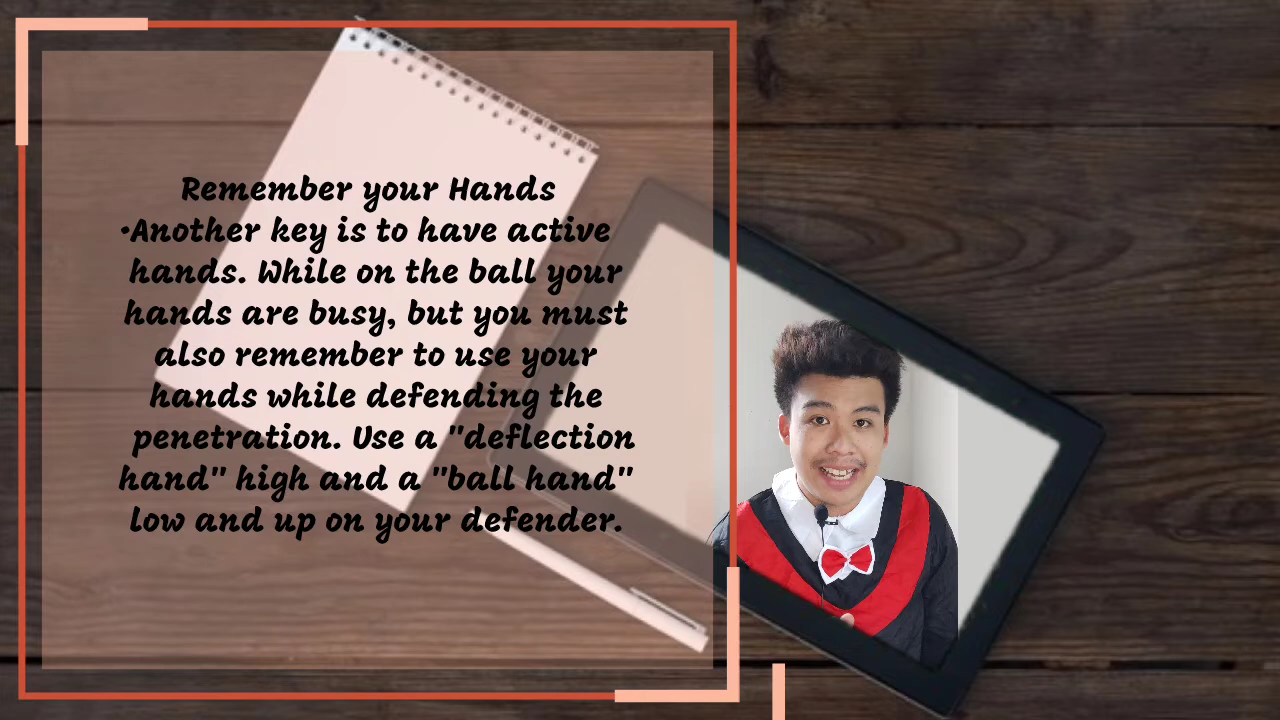 Remember your Hands
•Another key is to have active
hands. While on the ball your
hands are busy, but you must
also remember to use your
hands while defending the
penetration. Use a "deflection
hand" high and a "ball hand"
low and up on your defender.